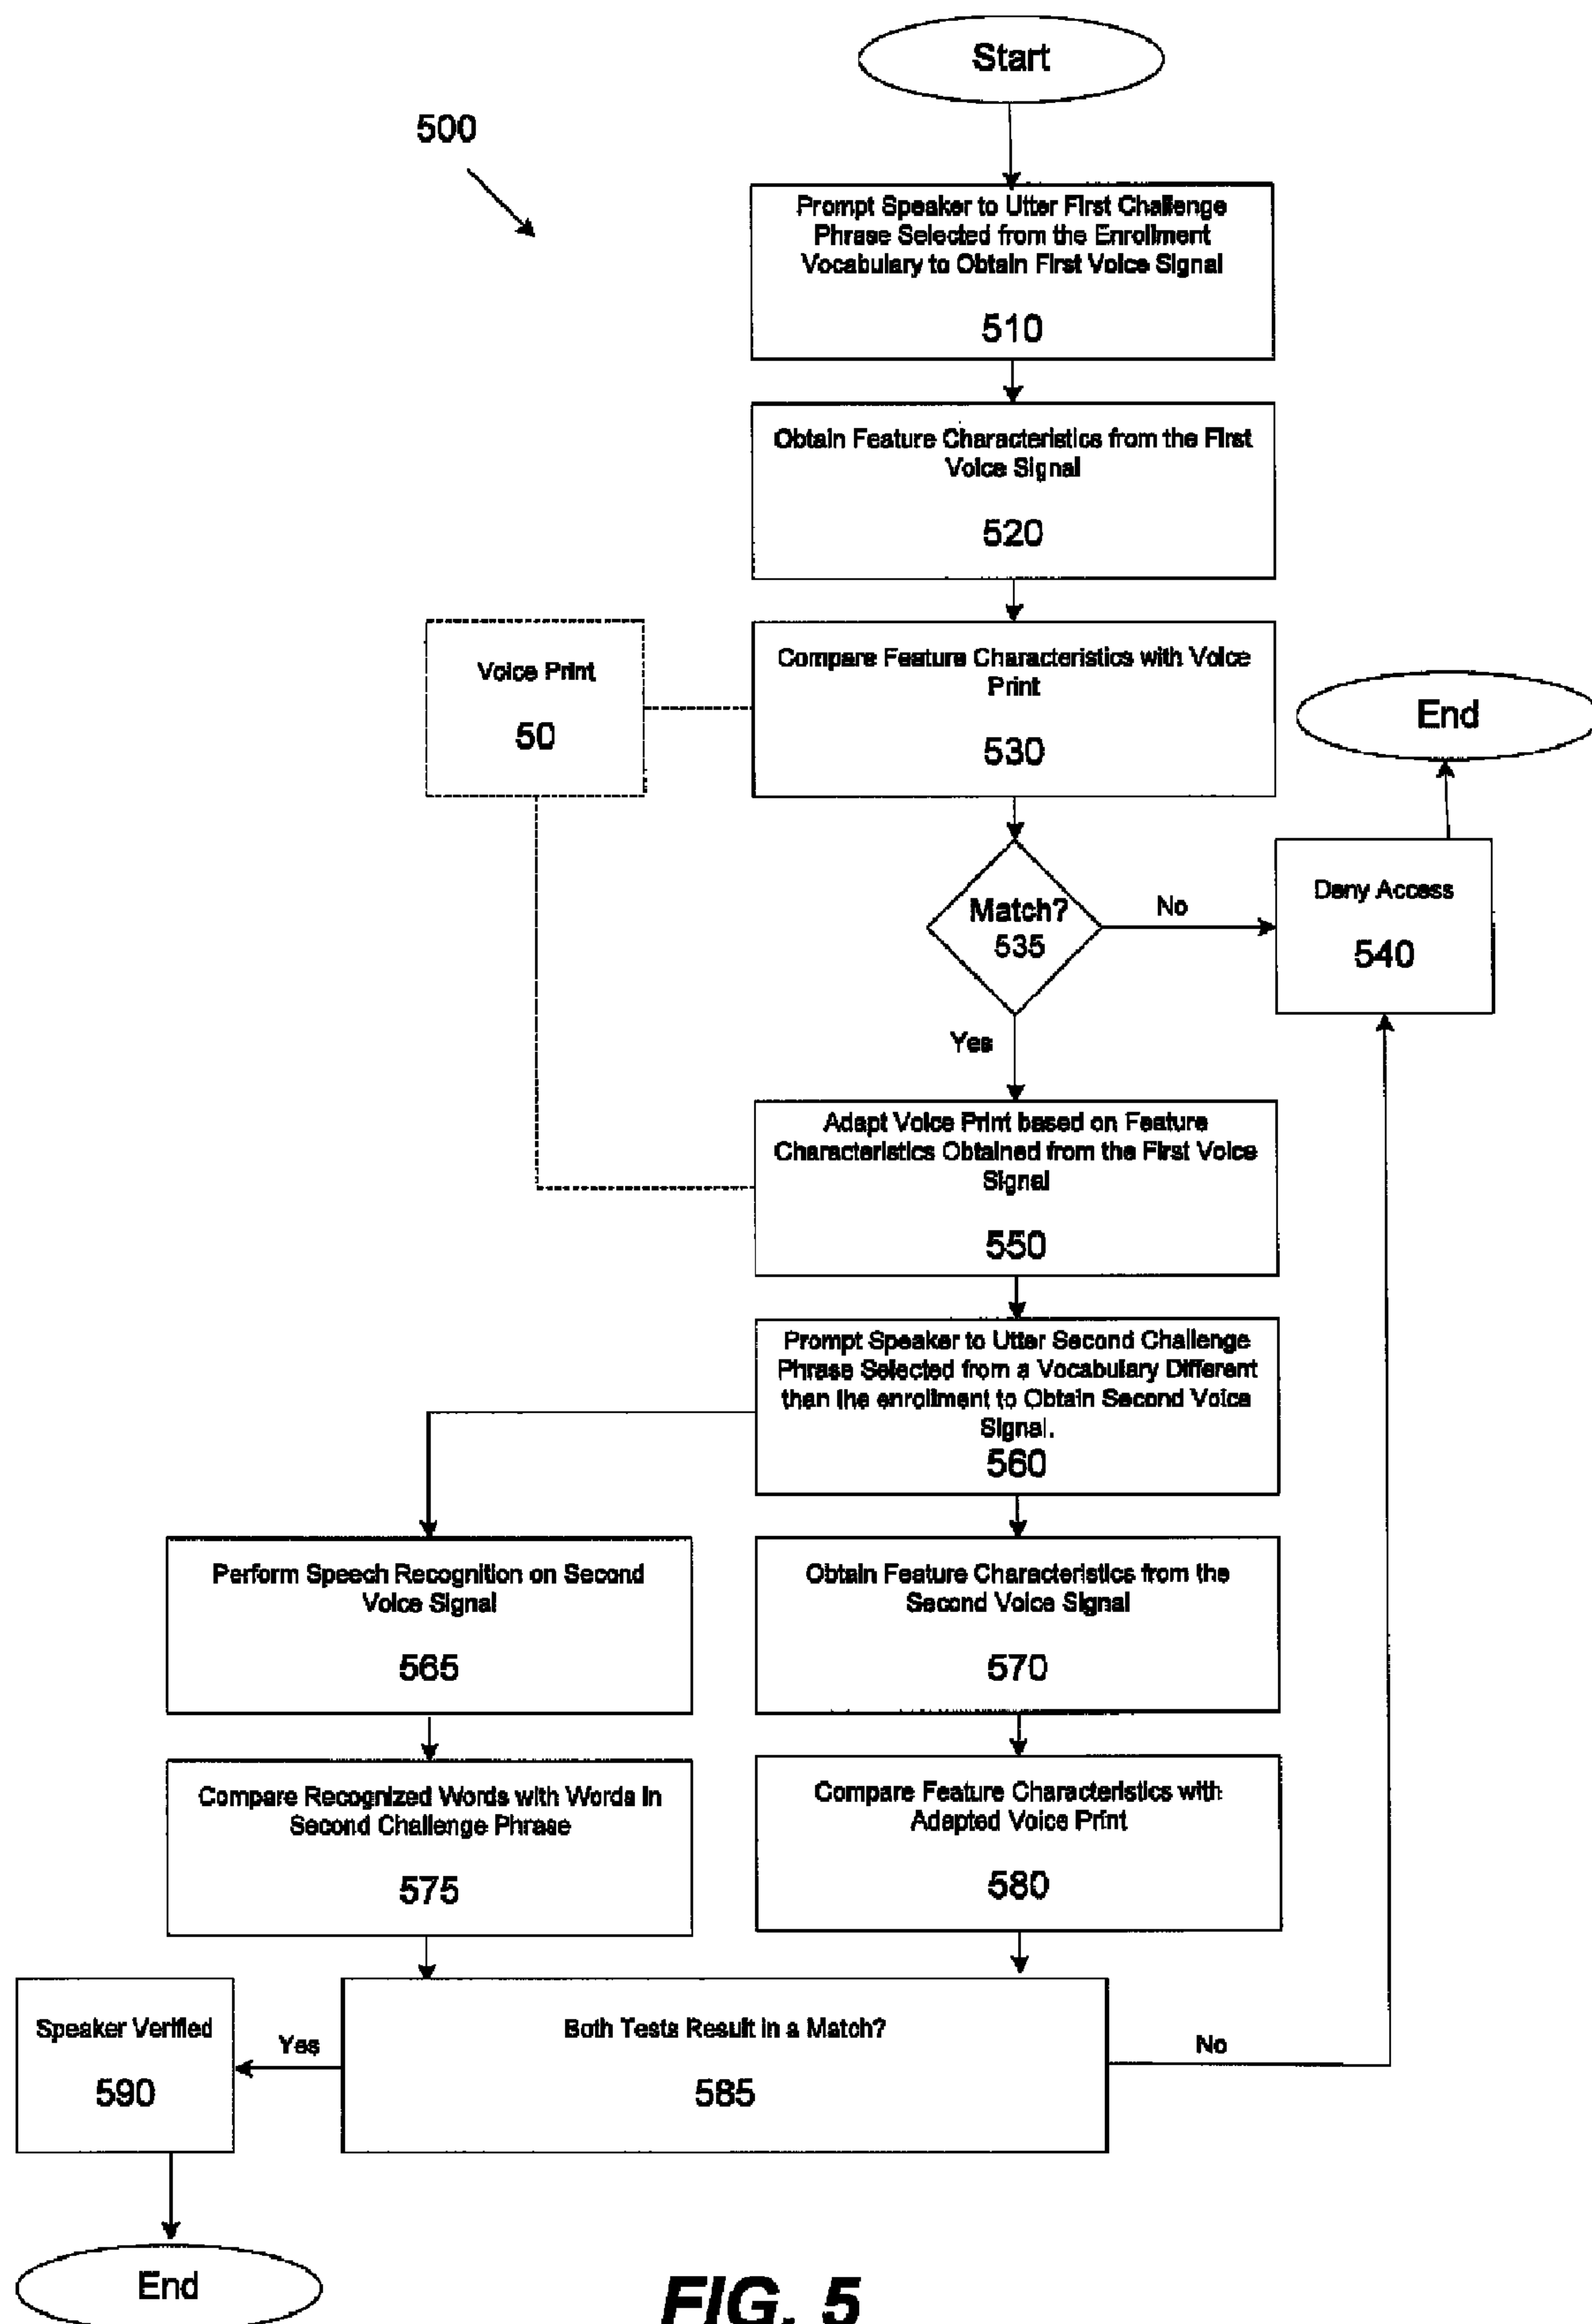 Start
500
Prompt Speaker to Utter First Challenge
Phrase Selected from the Enrollment
Vocabulary to Obtain First Voice Signal
510
Obtain Feature Characteristics from the First
Voice Signal
520
Voice Print
50
Compare Feature Characteristics with Voice
Print
530
End
Match?
535
No
Deny Access
540
Yes
Adapt Voice Print based on Feature
Characteristics Obtained from the First Voice
Signal
550
Prompt Speaker to Utter Second Challenge
Phrase Selected from a Vocabulary Different
than the enrollment to Obtain Second Voice
Signal.
560
Perform Speech Recognition on Second
Voice Signal
565
Obtain Feature Characteristics from the
Second Voice Signal
570
Compare Recognized Words with Words in
Second Challenge Phrase
575
Compare Feature Characteristics with
Adapted Voice Print
580
Speaker Verified
590
Yes
Both Tests Result in a Match?
585
No
End
FIG. 5